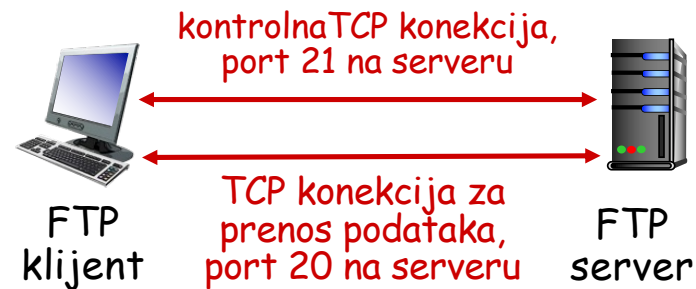 kontrolnaTCP konekcija,
port 21 na serveru
TCP konekcija za
prenos podataka,
port 20 na serveru
FTP
klijent
FTP
server